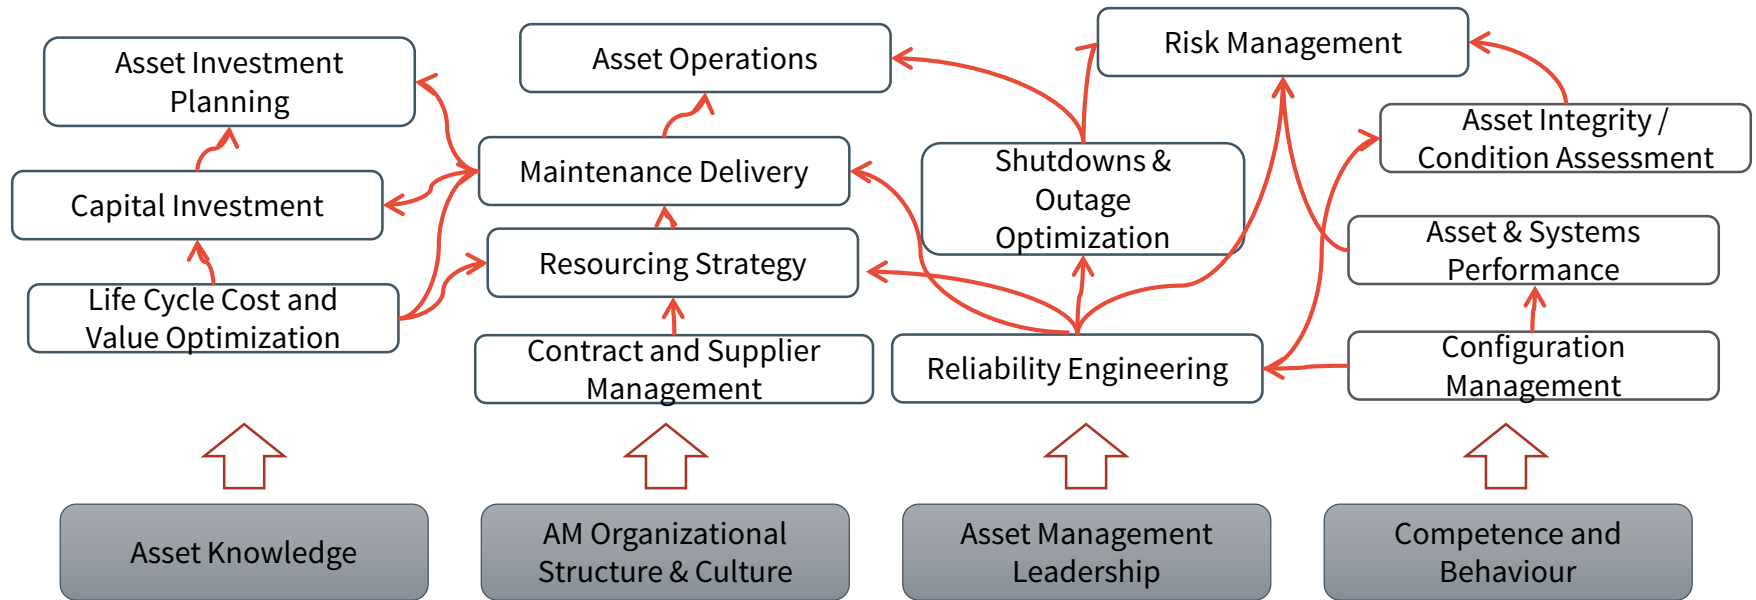 Asset Investment
Planning
Capital Investment
Life Cycle Cost and
Value Optimization
Asset Operations
Maintenance Delivery
Resourcing Strategy
Contract and Supplier
Management
Shutdowns &
Outage
Optimization
Reliability Engineering
Risk Management
Asset Integrity /
Condition Assessment
Asset & Systems
Performance
Configuration
Management
Asset Knowledge
AM Organizational
Structure & Culture
Asset Management
Leadership
Competence and
Behaviour